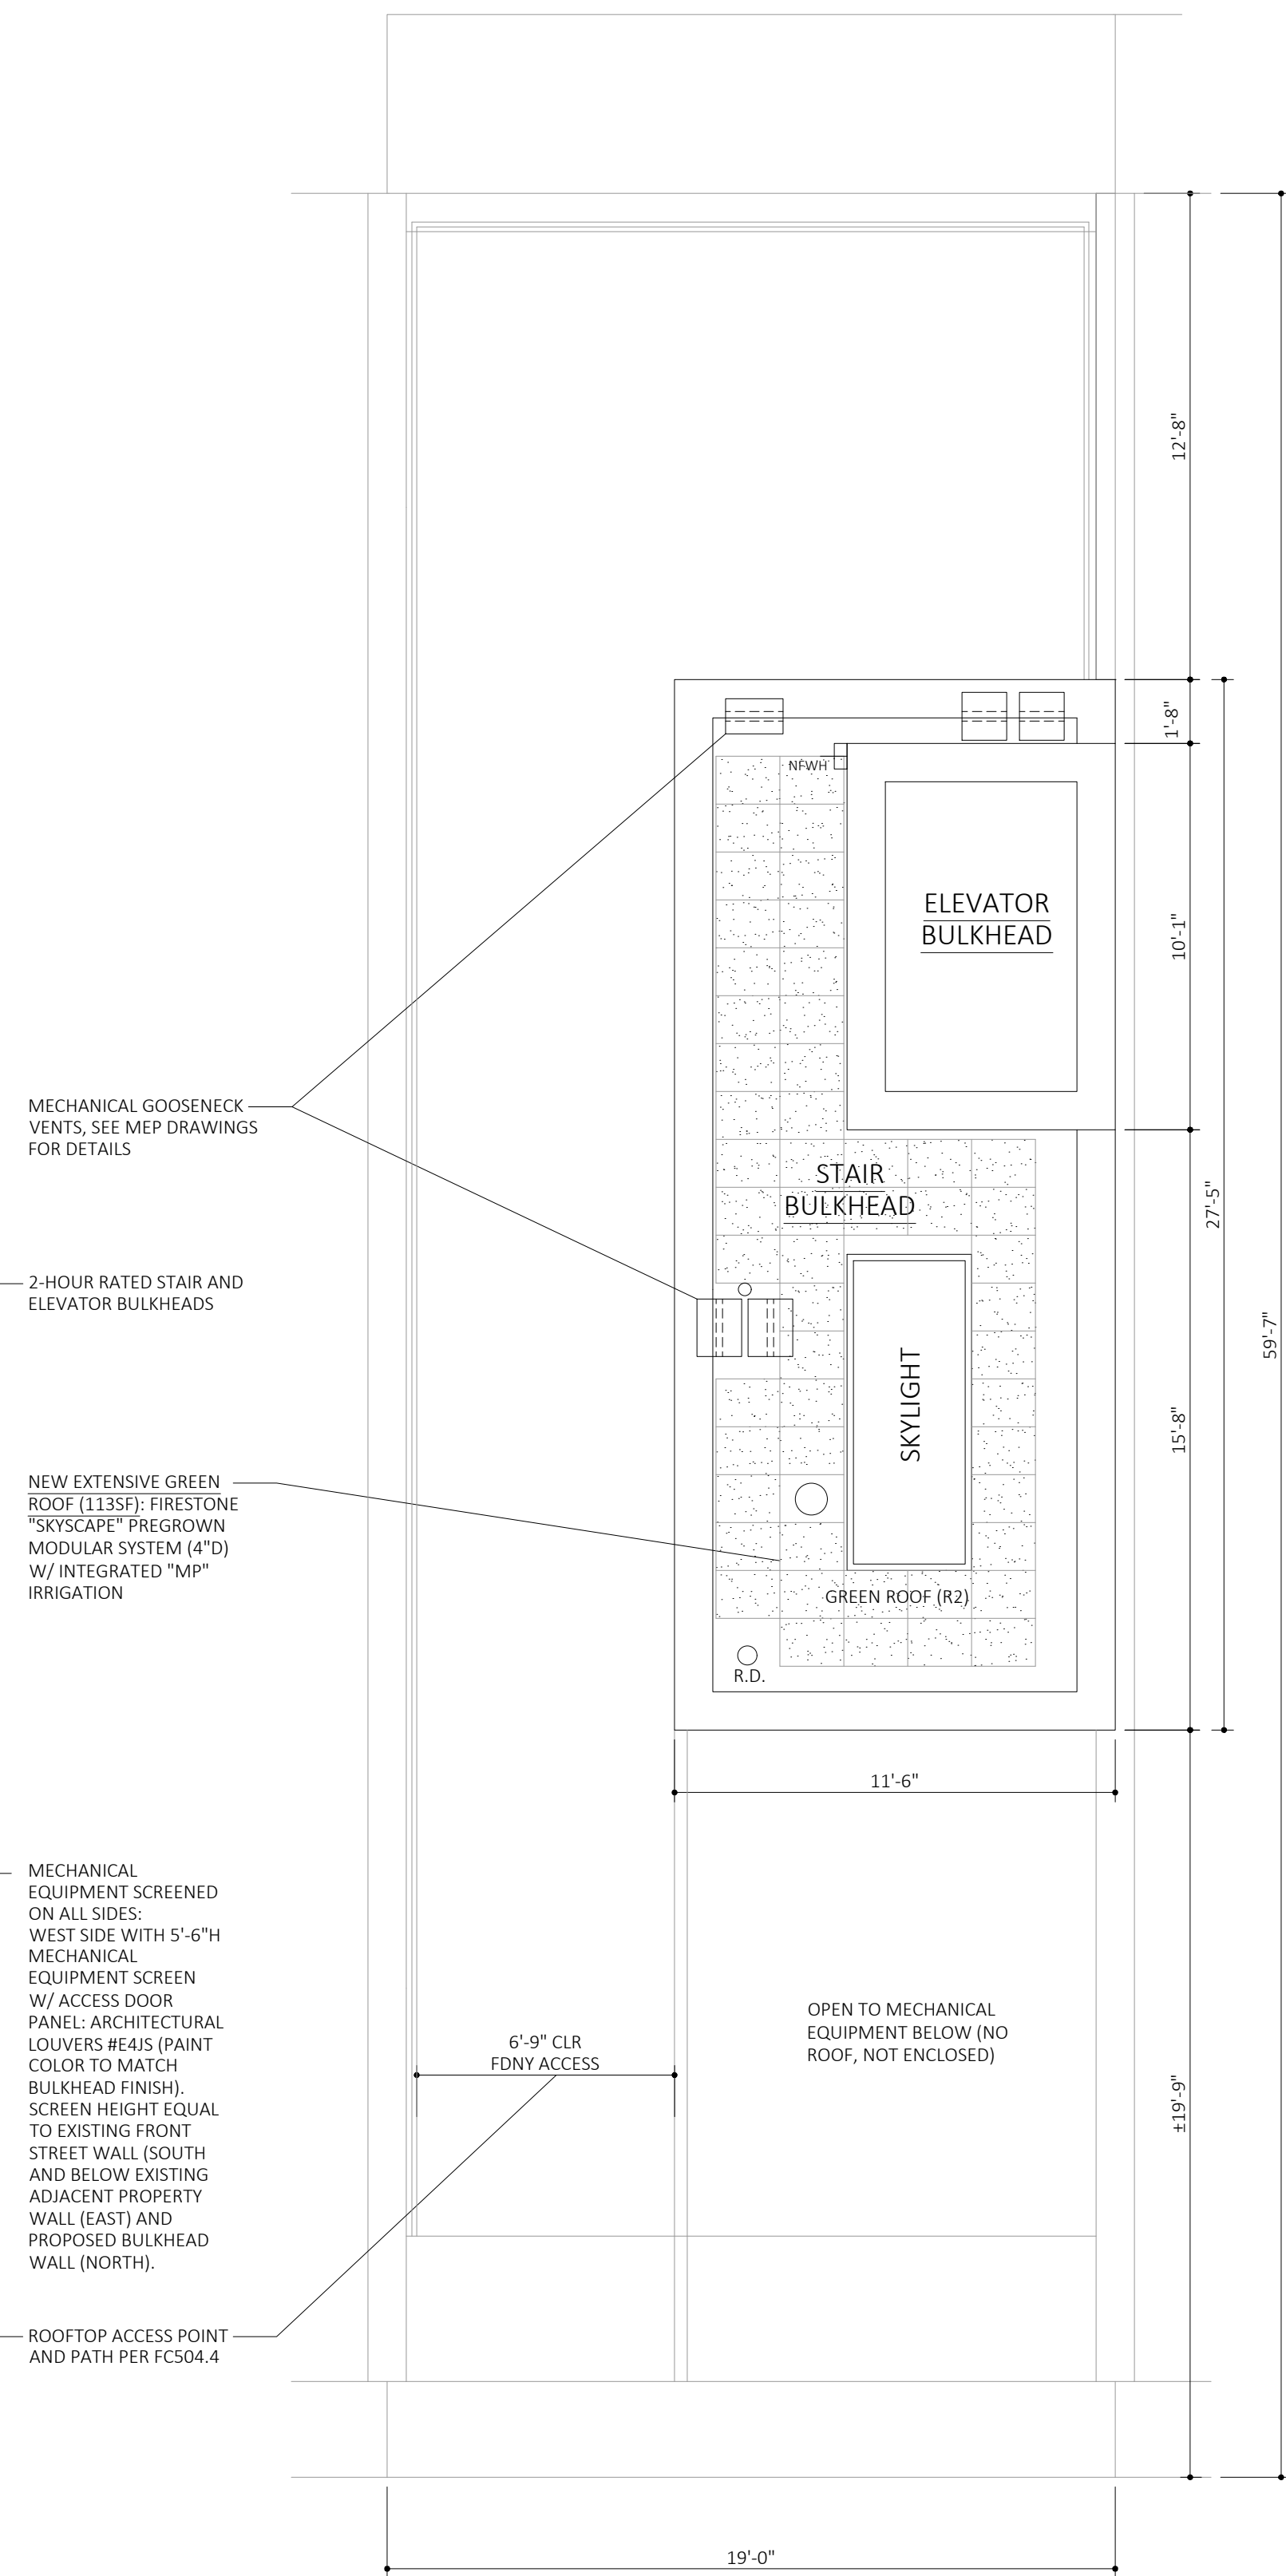 12'-8"
1'-8"
NFWH
ELEVATOR
BULKHEAD
10'-1"
MECHANICAL GOOSENECK
VENTS, SEE MEP DRAWINGS
FOR DETAILS
STAIR
BULKHEAD
27'-5"
2-HOUR RATED STAIR AND
ELEVATOR BULKHEADS
59'-7"
SKYLIGHT
15'-8"
NEW EXTENSIVE GREEN
ROOF (113SF): FIRESTONE
"SKYSCAPE" PREGROWN
MODULAR SYSTEM (4"D)
W/ INTEGRATED "MP"
IRRIGATION
GREEN ROOF (R2)
R.D.
11'-6"
MECHANICAL
EQUIPMENT SCREENED
ON ALL SIDES:
WEST SIDE WITH 5'-6"H
MECHANICAL
EQUIPMENT SCREEN
W/ ACCESS DOOR
PANEL: ARCHITECTURAL
LOUVERS #E4JS (PAINT
COLOR TO MATCH
BULKHEAD FINISH).
SCREEN HEIGHT EQUAL
TO EXISTING FRONT
STREET WALL (SOUTH
AND BELOW EXISTING
ADJACENT PROPERTY
WALL (EAST) AND
PROPOSED BULKHEAD
WALL (NORTH).
6'-9" CLR
FDNY ACCESS
OPEN TO MECHANICAL
EQUIPMENT BELOW (NO
ROOF, NOT ENCLOSED)
±19'-9"
ROOFTOP ACCESS POINT
AND PATH PER FC504.4
19'-0"